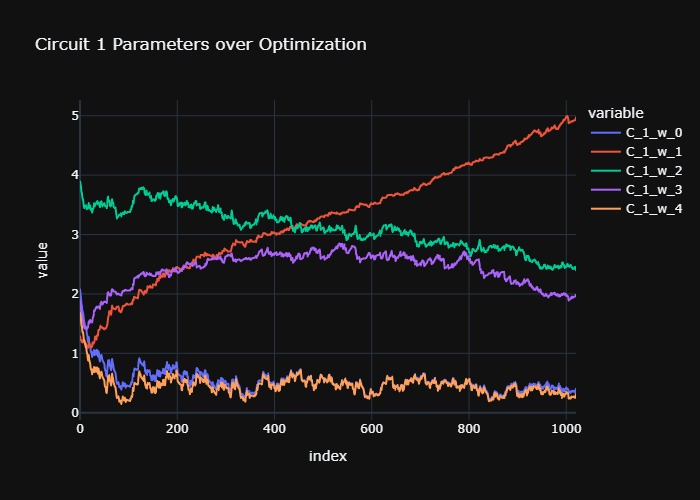 Circuit 1 Parameters over Optimization
variable
C_1_w_0
C_1_w_1
C_1_w_2
C_1_w_3
C_1_w_4
value
5
4
3
2
1
0
0 200 400 600 800 1000
index